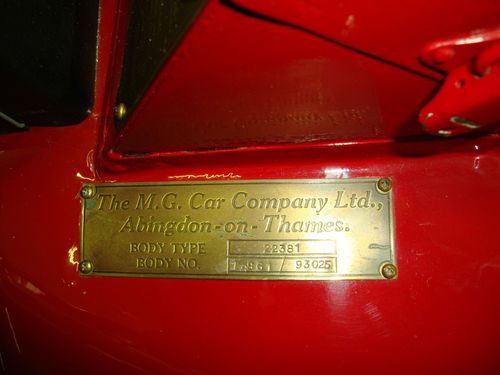 The M.G. Car Company Ltd.,
Abingdon-on-Thames.
BODY TYPE 22381
BODY NO. / 93025